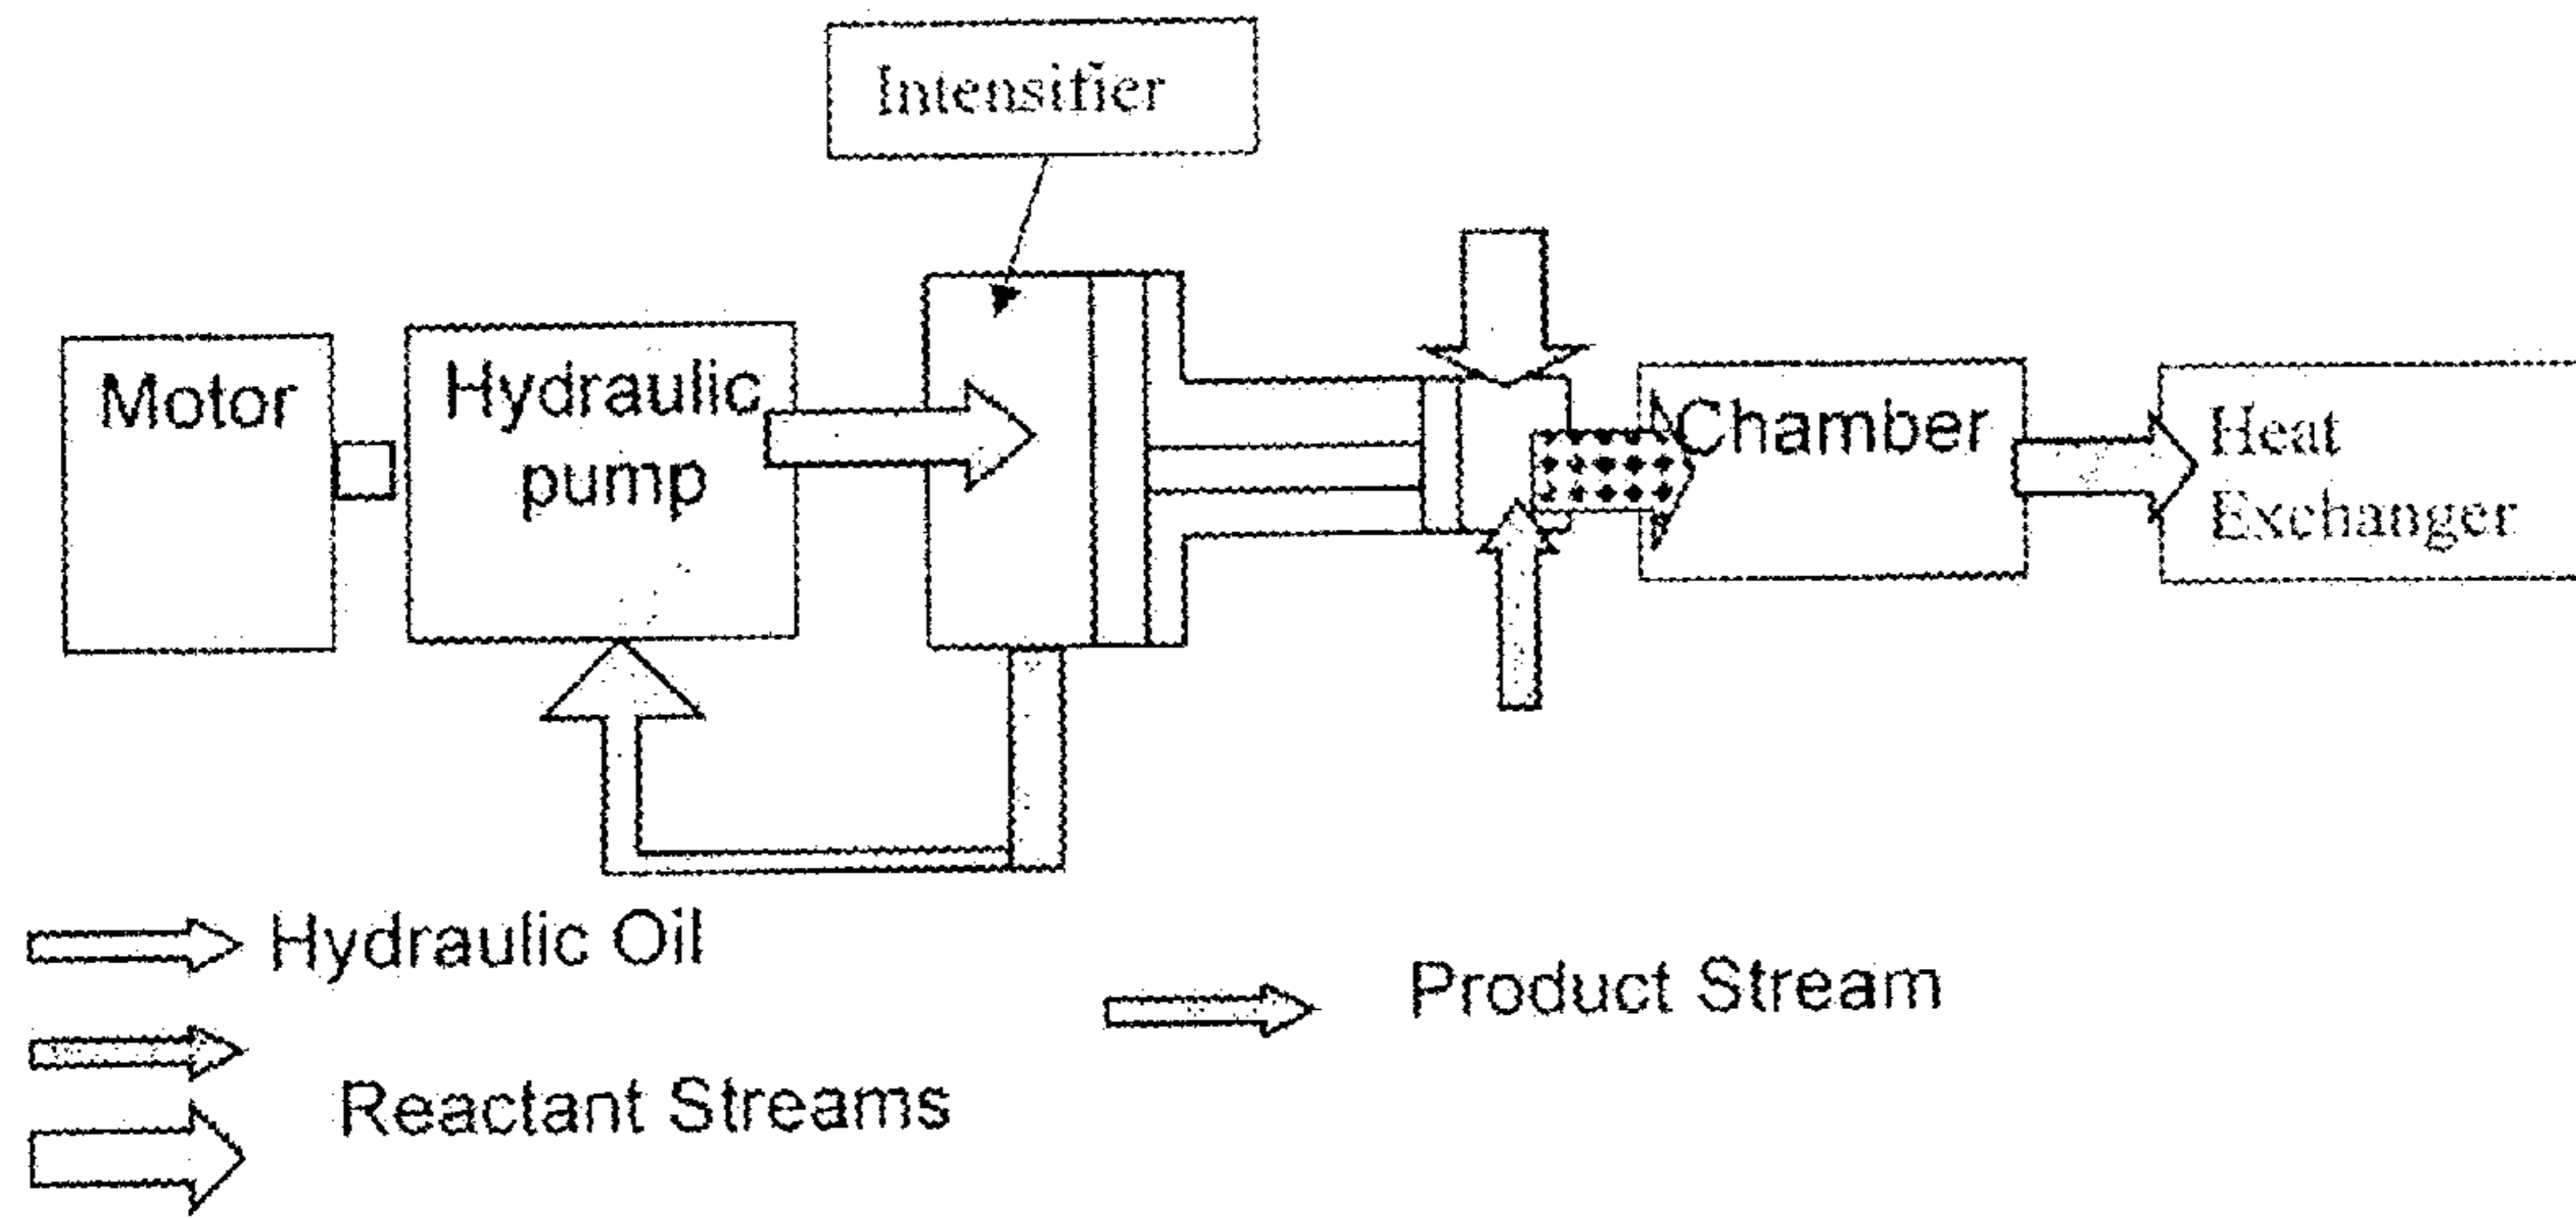 Intensifier
Motor
Hydraulic
pump
Chamber
Heat
Exchanger
Hydraulic Oil
Product Stream
Reactant Streams